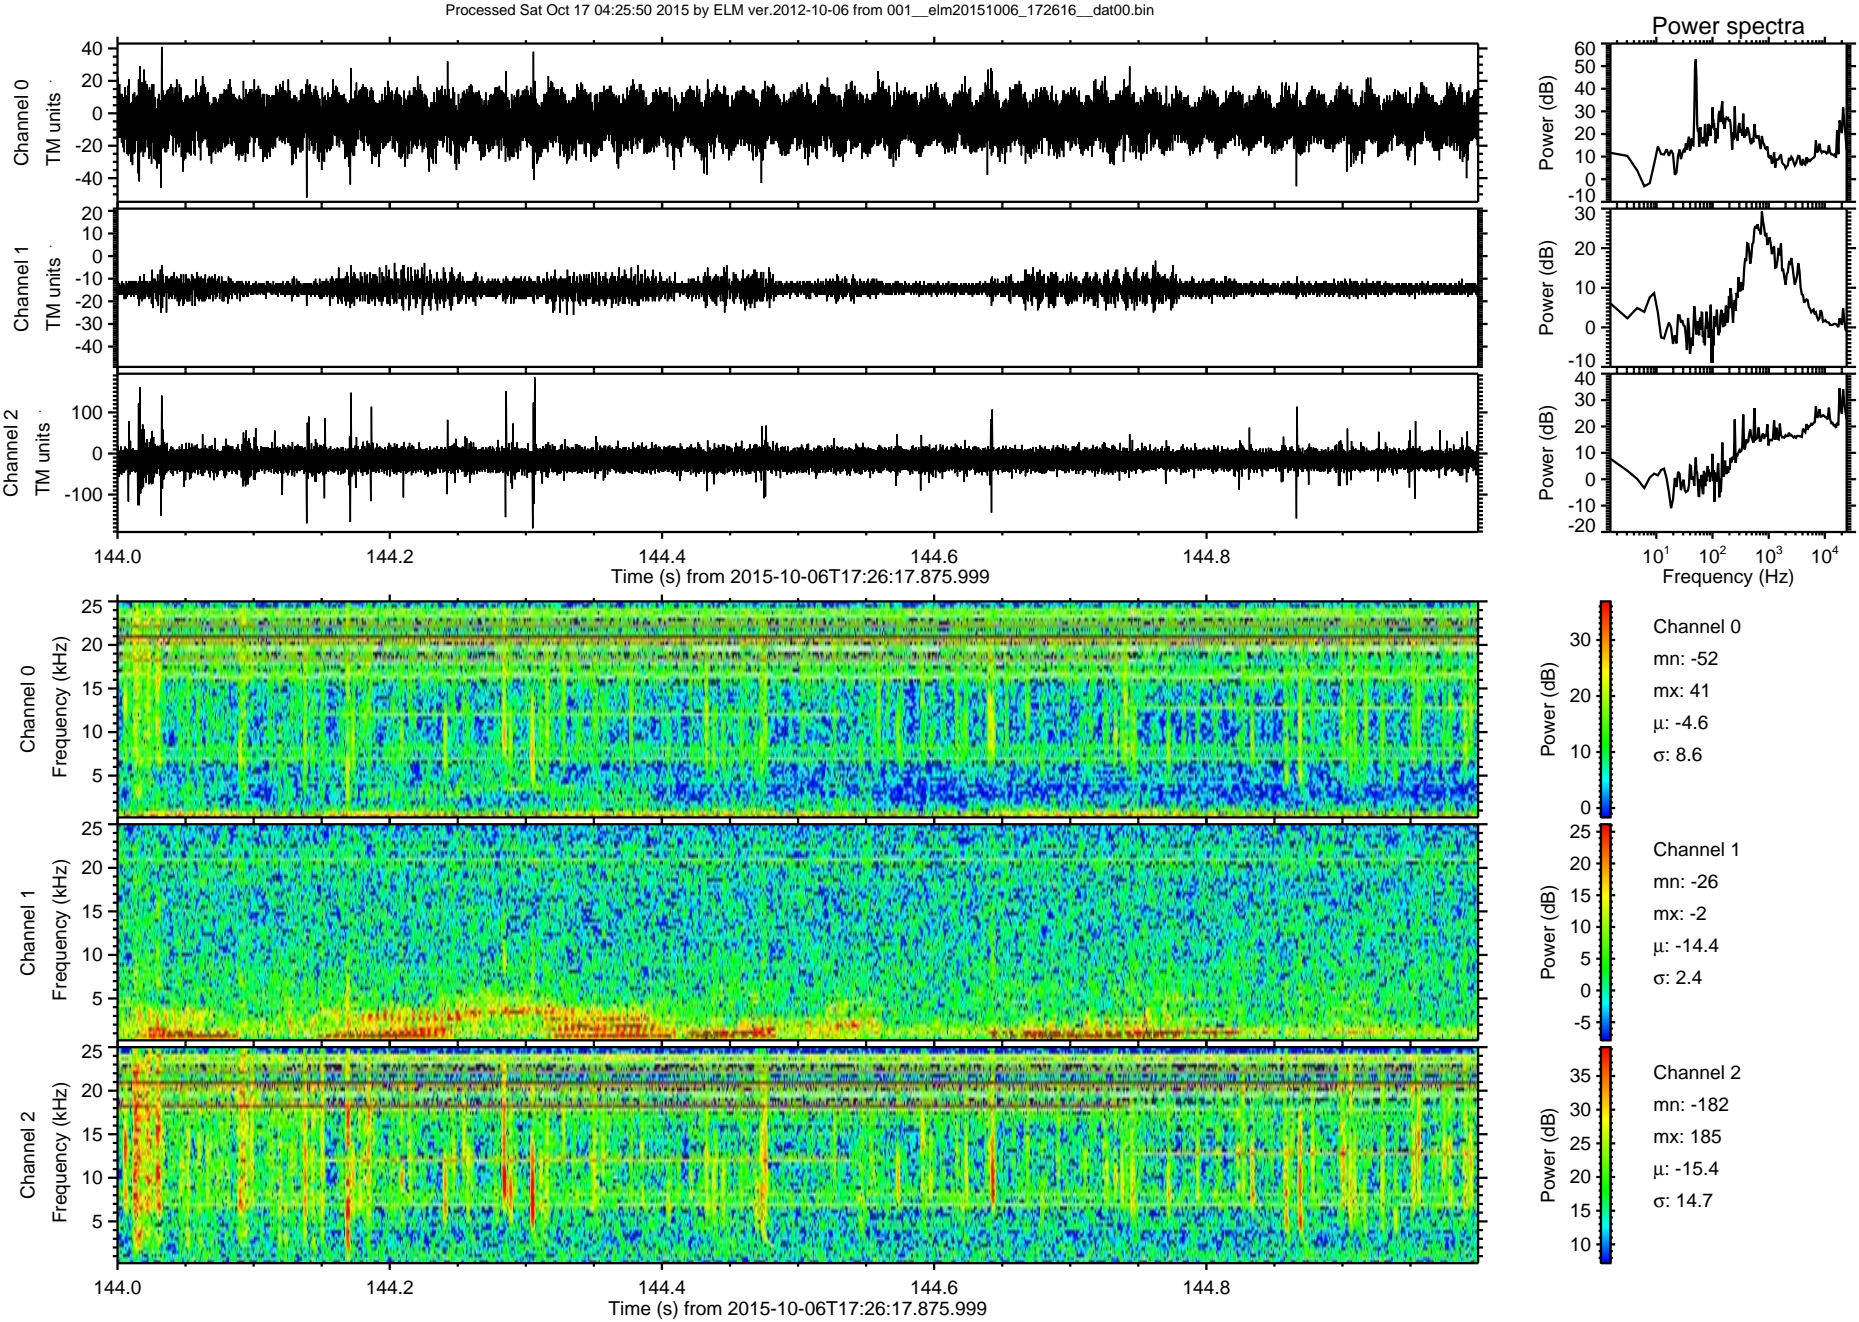 Processed Sat Oct 17 04:25:50 2015 by ELM ver.2012-10-06 from 001__elm20151006_172616__dat00.bin
Power spectra
Channel 0
TM units
40
20
0
-20
-40
Power (dB)
60
50
40
30
20
10
0
-10
Channel 1
TM units
20
10
0
-10
-20
-30
-40
Power (dB)
30
20
10
0
-10
Channel 2
TM units
100
0
-100
Power (dB)
40
30
20
10
0
-10
-20
144.0 144.2 144.4 144.6 144.8
Time (s) from 2015-10-06T17:26:17.875.999
10¹ 10² 10³ 10⁴
Frequency (Hz)
Channel 0
Frequency (kHz)
25
20
15
10
5
Power (dB)
30
20
10
0
Channel 0
mn: -52
mx: 41
µ: -4.6
σ: 8.6
Channel 1
Frequency (kHz)
25
20
15
10
5
Power (dB)
25
20
15
10
5
0
-5
Channel 1
mn: -26
mx: -2
µ: -14.4
σ: 2.4
Channel 2
Frequency (kHz)
25
20
15
10
5
Power (dB)
35
30
25
20
15
10
Channel 2
mn: -182
mx: 185
µ: -15.4
σ: 14.7
144.0 144.2 144.4 144.6 144.8
Time (s) from 2015-10-06T17:26:17.875.999